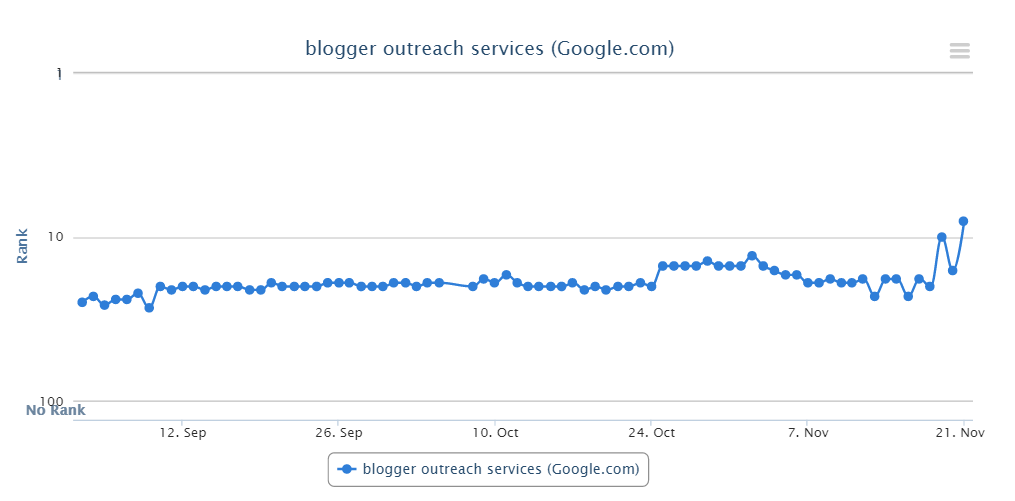 blogger outreach services (Google.com)
1
10
Rank
100
No Rank
12. Sep
26. Sep
10. Oct
24. Oct
7. Nov
21. Nov
blogger outreach services (Google.com)